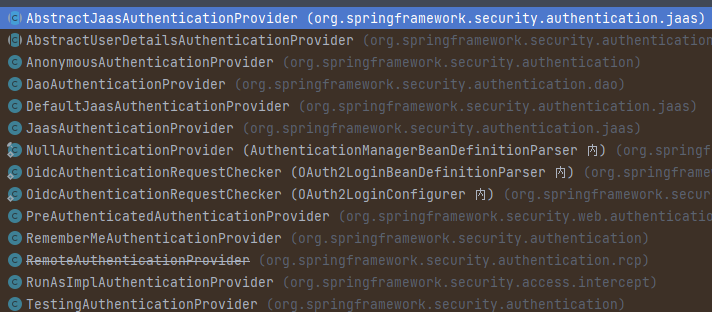 AbstractJaasAuthenticationProvider (org.springframework.security.authentication.jaas)
AbstractUserDetailsAuthenticationProvider (org.springframework.security.authentication
AnonymousAuthenticationProvider (org.springframework.security.authentication)
DaoAuthenticationProvider (org.springframework.security.authentication.dao)
DefaultJaasAuthenticationProvider (org.springframework.security.authentication.jaas)
JaasAuthenticationProvider (org.springframework.security.authentication.jaas)
NullAuthenticationProvider (AuthenticationManagerBeanDefinitionParser 内) (org.spring
OidcAuthenticationRequestChecker (OAuth2LoginBeanDefinitionParser 内) (org.springframe
OidcAuthenticationRequestChecker (OAuth2LoginConfigurer 内) (org.springframework.secur
PreAuthenticatedAuthenticationProvider (org.springframework.security.web.authenticatio
RememberMeAuthenticationProvider (org.springframework.security.authentication)
RemoteAuthenticationProvider (org.springframework.security.authentication.rcp)
RunAsImplAuthenticationProvider (org.springframework.security.access.intercept)
TestingAuthenticationProvider (org.springframework.security.authentication)